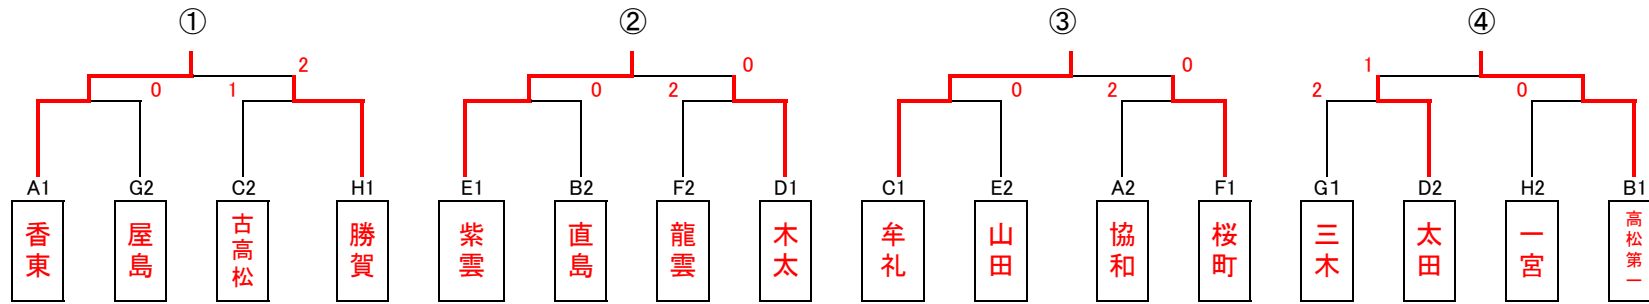 ① ② ③ ④
2 0 0 1
0 1 0 2 0 2 2 0
A1 G2 C2 H1 E1 B2 F2 D1 C1 E2 A2 F1 G1 D2 H2 B1
香東 屋島 古高松 勝賀 紫雲 直島 龍雲 木太 牟礼 山田 協和 桜町 三木 太田 一宮 高松第一